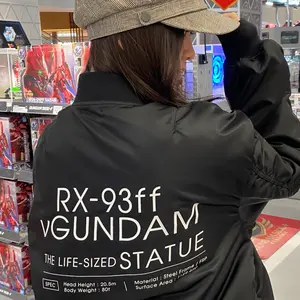 RX-93ff
νGUNDAM
THE LIFE-SIZED STATUE
SPEC
Head Height : 20.5m
Body Weight : 80t
Material : Steel Frame / FRP
Surface Area :